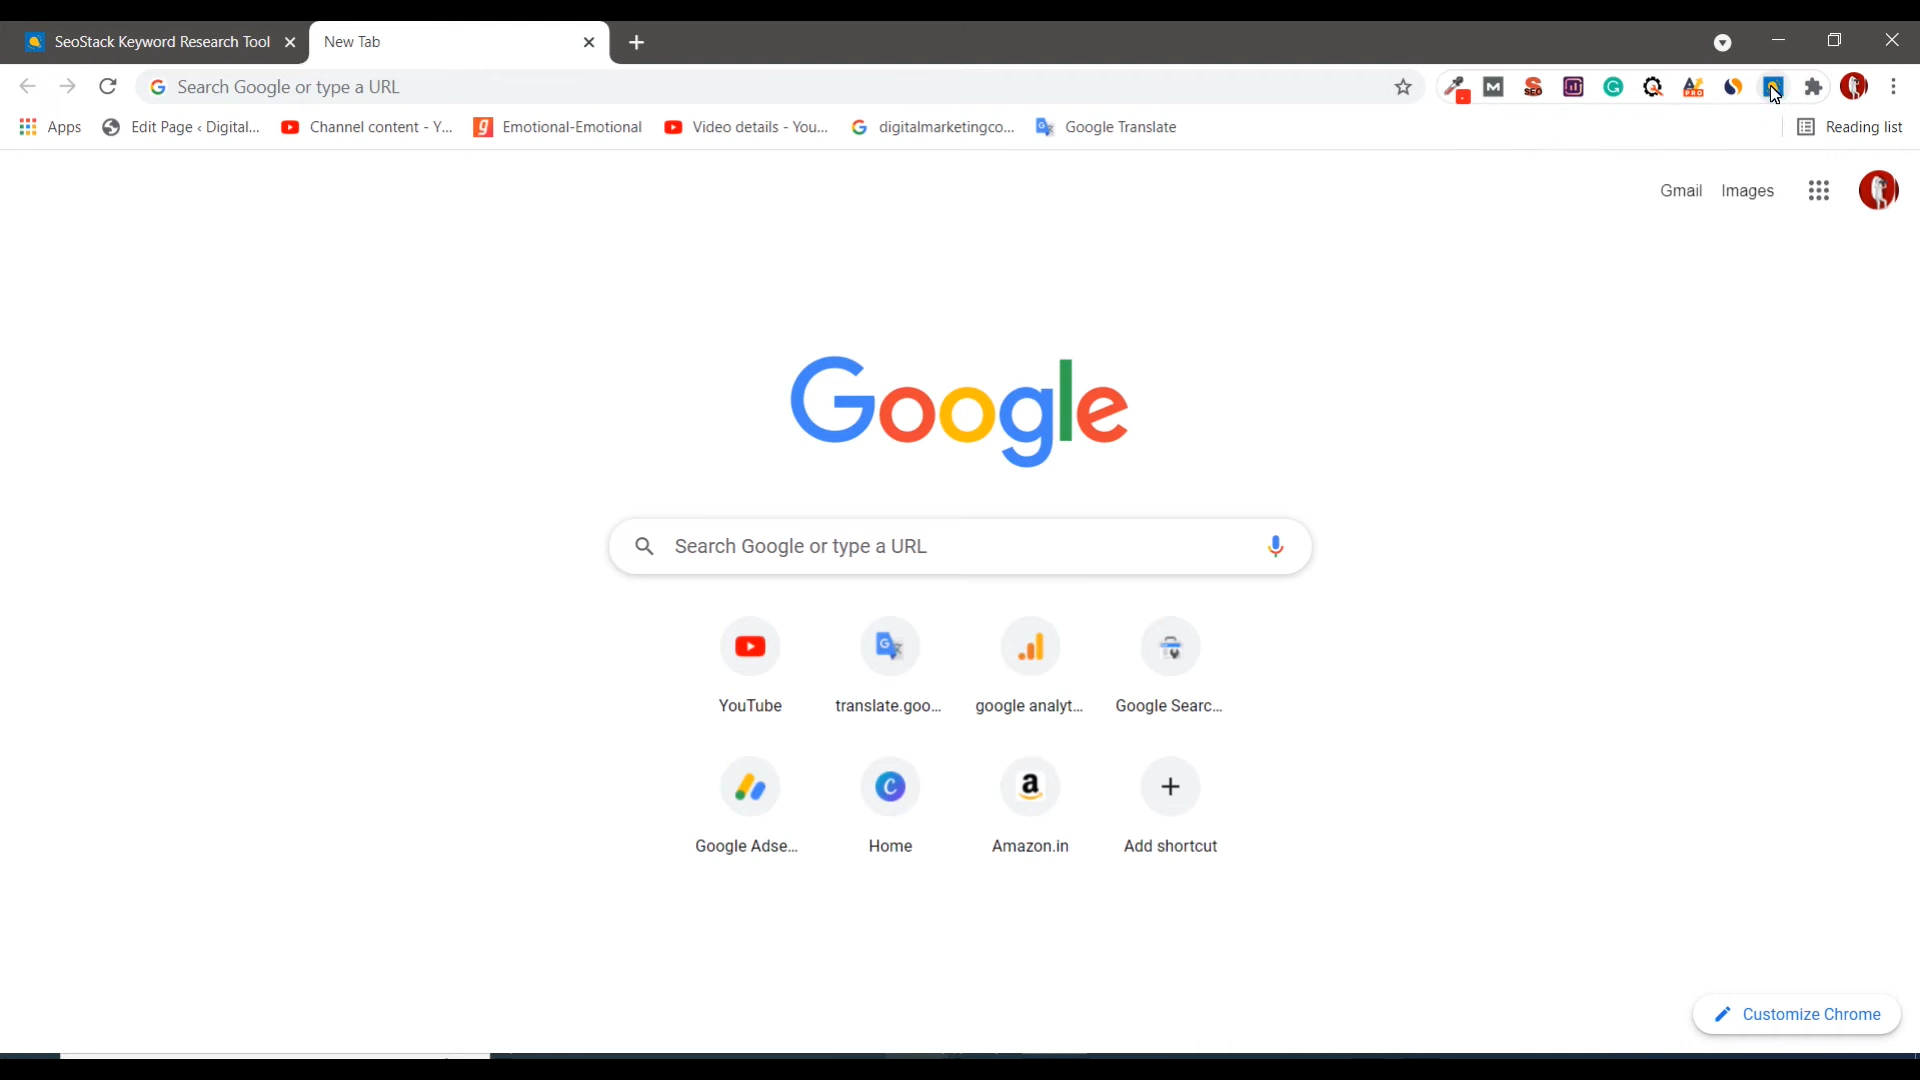 SeoStack Keyword Research Tool
New Tab
Search Google or type a URL
Apps
Edit Page ‹ Digital...
Channel content - Y...
Emotional-Emotional
Video details - You...
digitalmarketingco...
Google Translate
Reading list
Gmail
Images
Google
Search Google or type a URL
YouTube
translate.goo...
google analyt...
Google Searc...
Google Adse...
Home
Amazon.in
Add shortcut
Customize Chrome